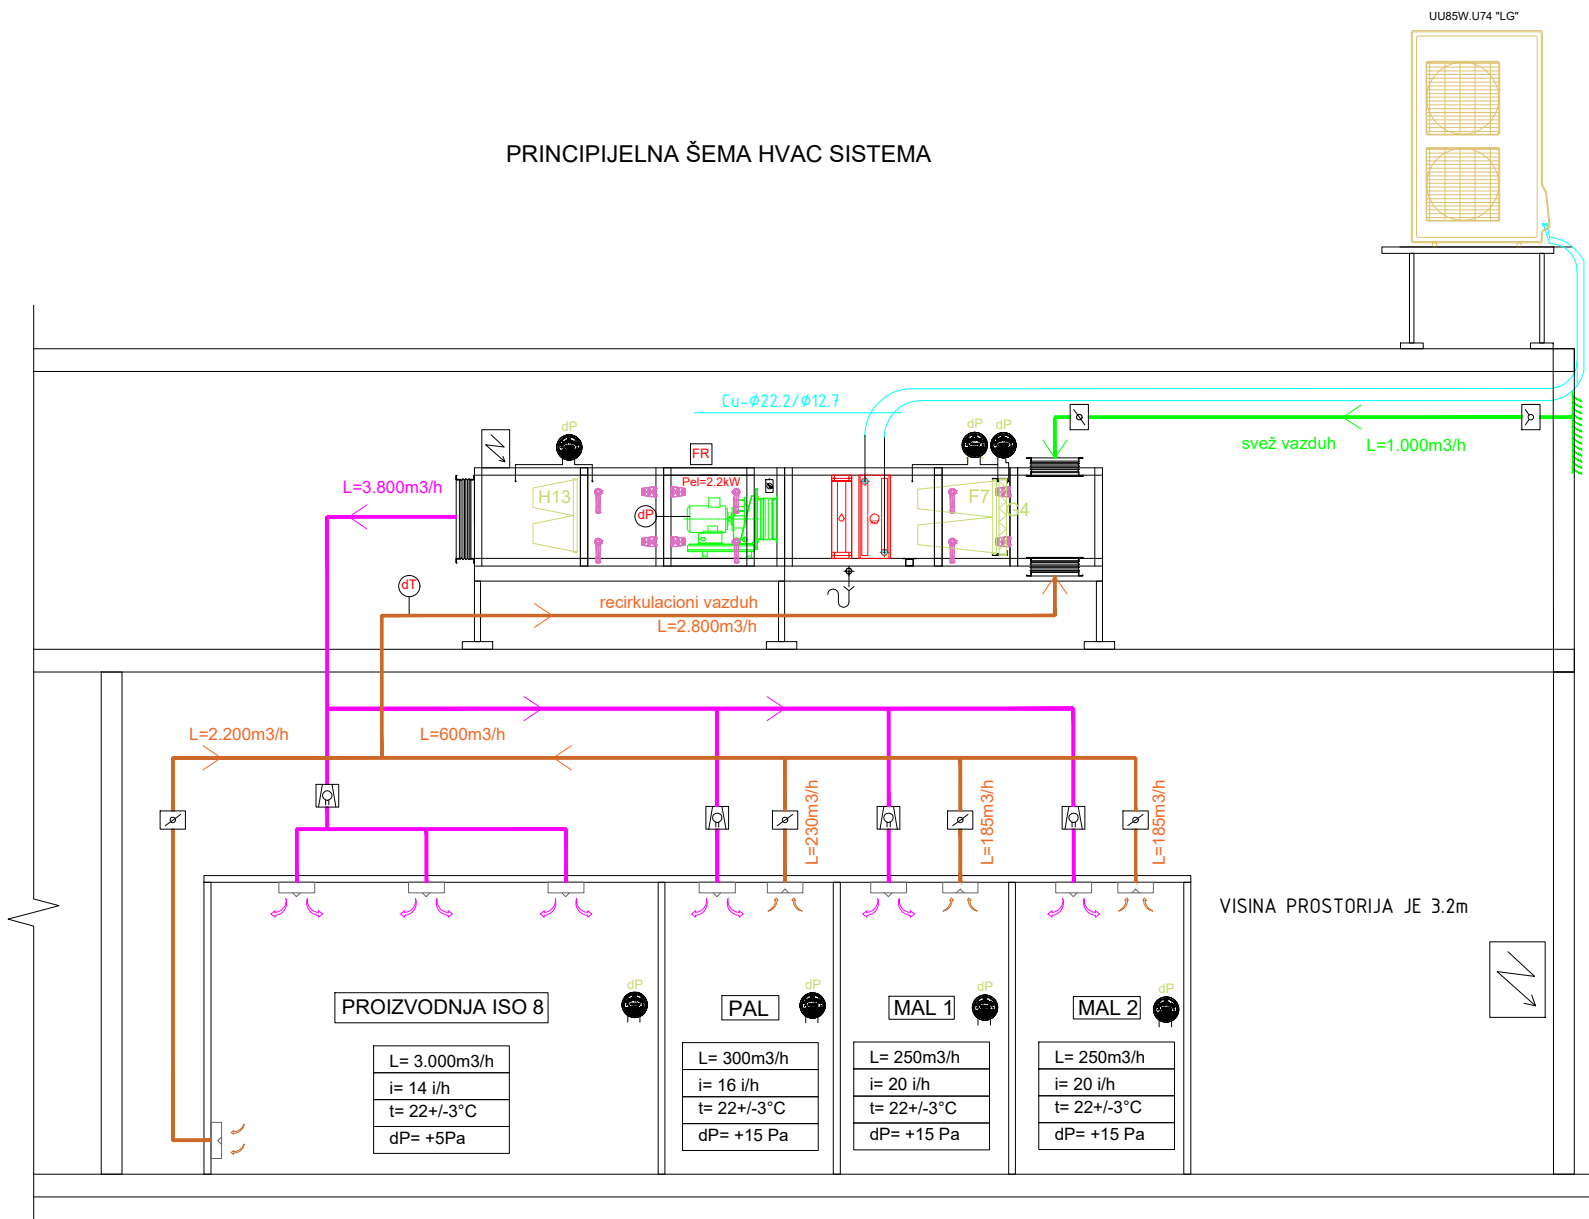 UU85W.U74 "LG"
PRINCIPIJELNA ŠEMA HVAC SISTEMA
Cu-Ø22.2/Ø12.7
svež vazduh
L=1.000m3/h
dP
dP
dP
FR
L=3.800m3/h
H13
Pel=2.2kW
dP
F7
G4
dT
recirkulacioni vazduh
L=2.800m3/h
L=2.200m3/h
L=600m3/h
L=230m3/h
L=185m3/h
L=185m3/h
VISINA PROSTORIJA JE 3.2m
dP
dP
dP
dP
PROIZVODNJA ISO 8
PAL
MAL 1
MAL 2
L= 3.000m3/h
i= 14 i/h
t= 22+/-3°C
dP= +5Pa
L= 300m3/h
i= 16 i/h
t= 22+/-3°C
dP= +15 Pa
L= 250m3/h
i= 20 i/h
t= 22+/-3°C
dP= +15 Pa
L= 250m3/h
i= 20 i/h
t= 22+/-3°C
dP= +15 Pa